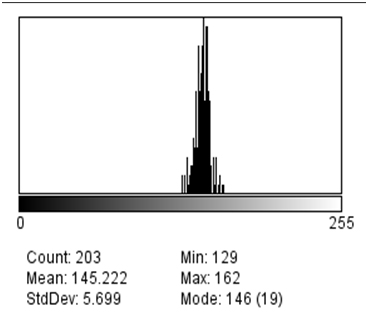 0 255
Count: 203 Min: 129
Mean: 145.222 Max: 162
StdDev: 5.699 Mode: 146 (19)